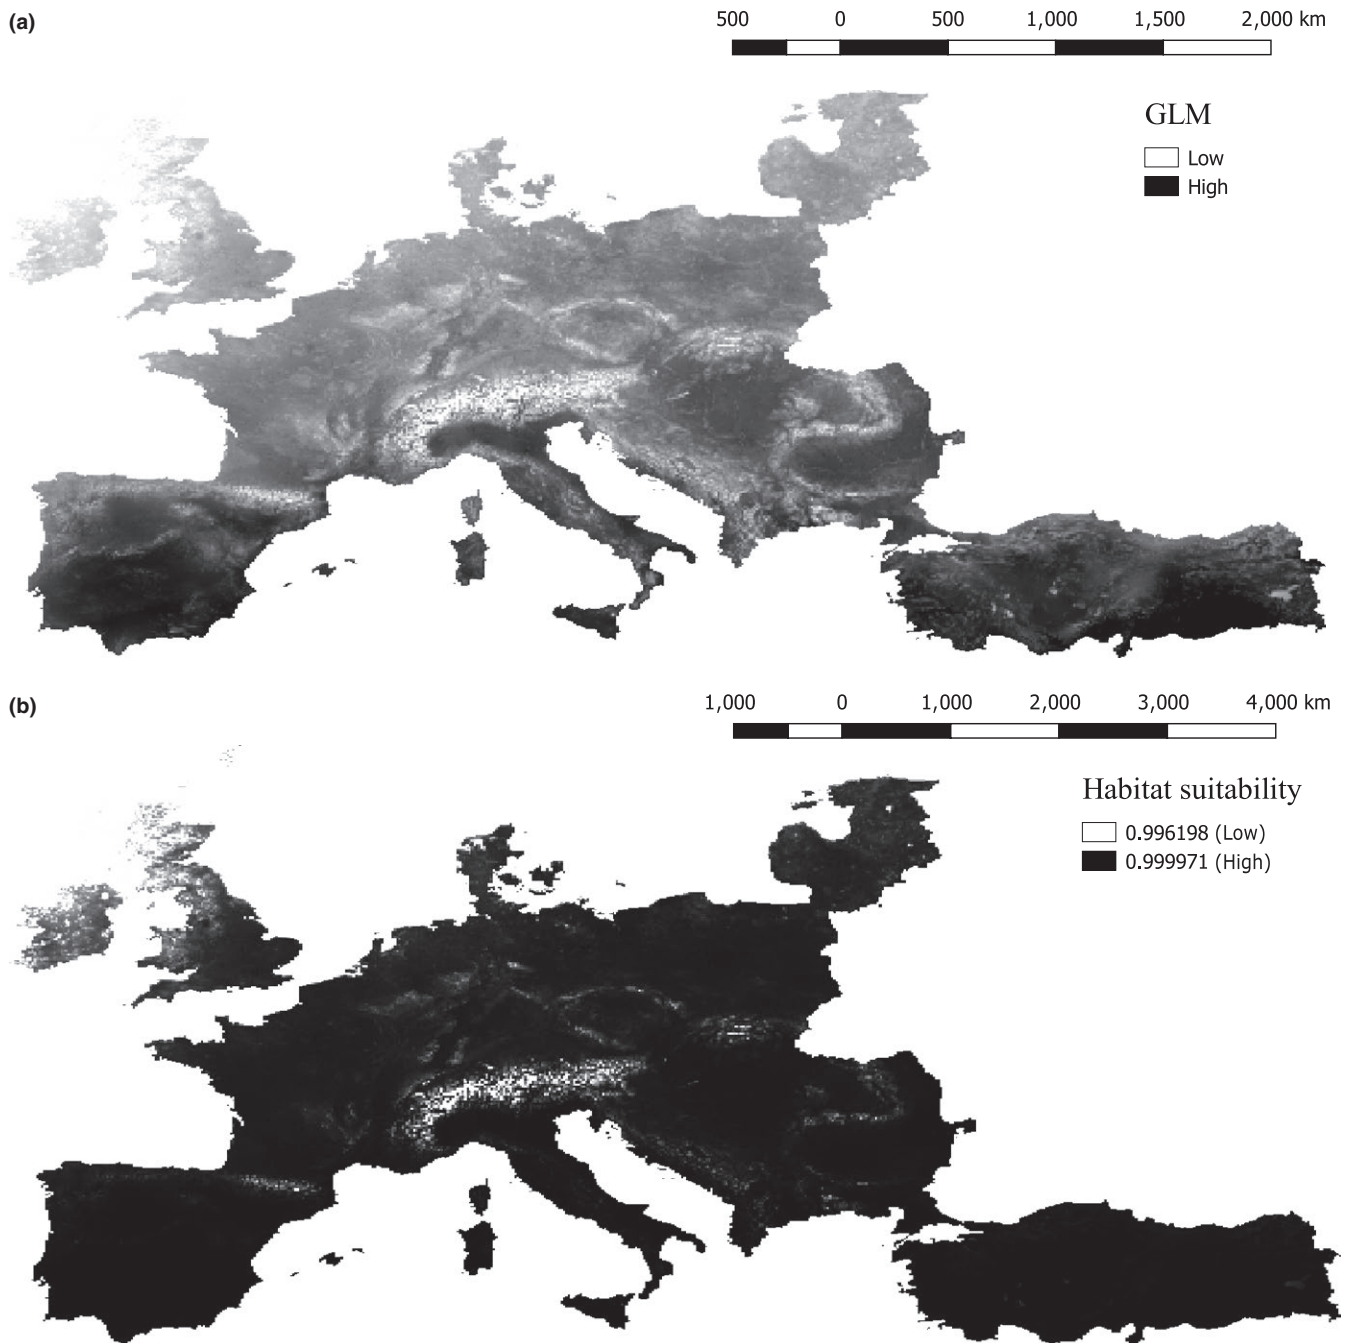 (a)
500 0 500 1,000 1,500 2,000 km
GLM
Low
High
(b)
1,000 0 1,000 2,000 3,000 4,000 km
Habitat suitability
0.996198 (Low)
0.999971 (High)